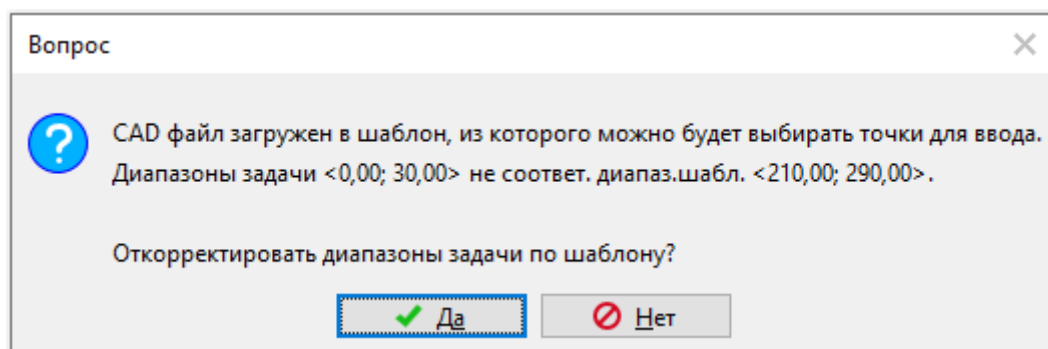 Вопрос
CAD файл загружен в шаблон, из которого можно будет выбирать точки для ввода.
Диапазоны задачи <0,00; 30,00> не соответ. диапаз.шабл. <210,00; 290,00>.
Откорректировать диапазоны задачи по шаблону?
Да
Нет